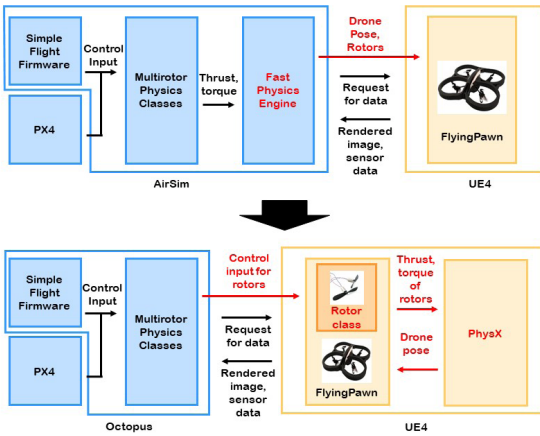 Simple
Flight
Firmware
Control
Input
PX4
Multirotor
Physics
Classes
Thrust,
torque
Fast
Physics
Engine
AirSim
Drone
Pose,
Rotors
Request
for data
Rendered
image,
sensor
data
FlyingPawn
UE4
Simple
Flight
Firmware
Control
Input
PX4
Multirotor
Physics
Classes
Octopus
Control
input for
rotors
Request
for data
Rendered
image,
sensor
data
Rotor
class
FlyingPawn
Thrust,
torque
of
rotors
Drone
pose
PhysX
UE4